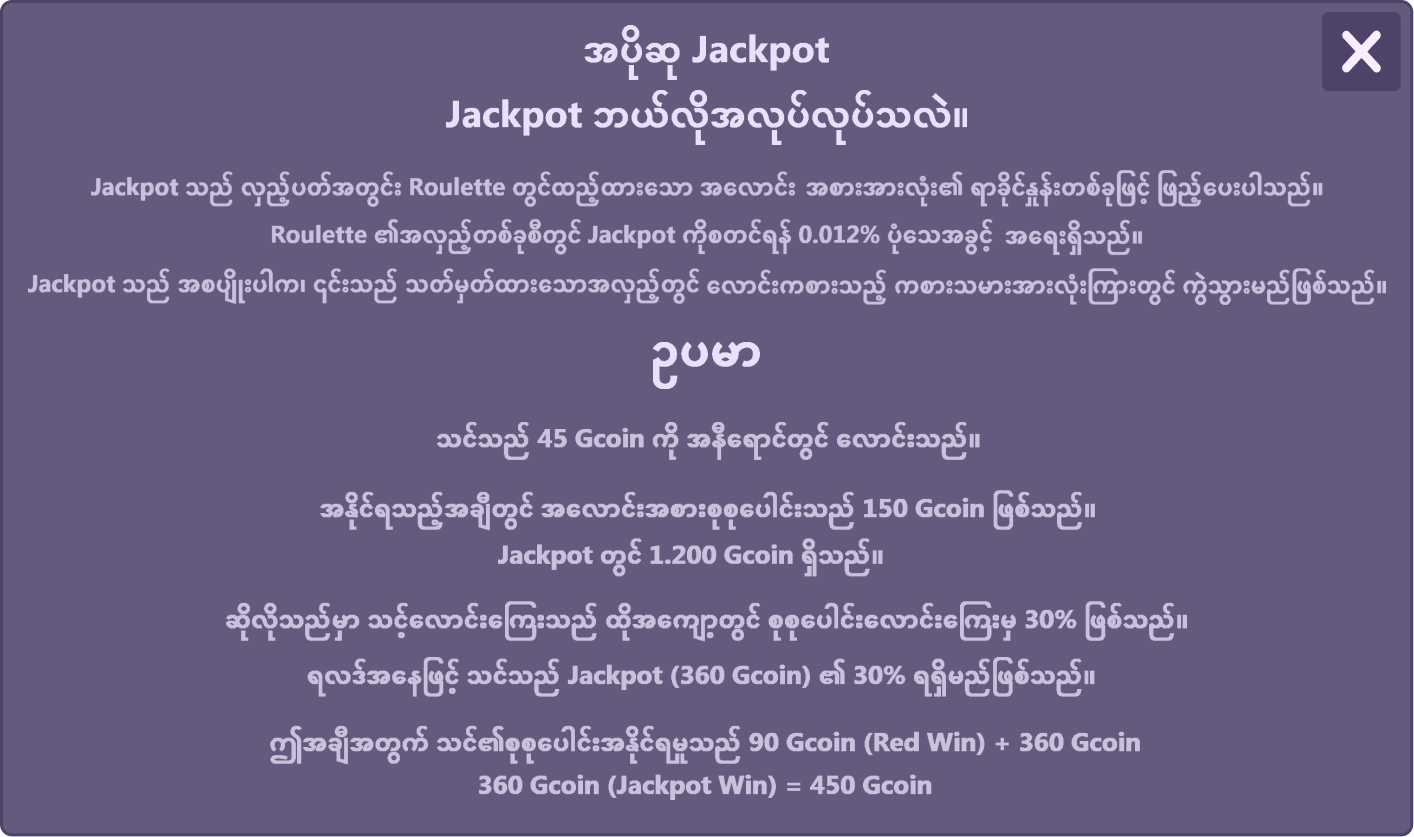 အပိုဆု Jackpot
Jackpot ဘယ်လိုအလုပ်လုပ်သလဲ။
Jackpot သည် လှည့်ပတ်အတွင်း Roulette တွင်ထည့်ထားသော အလောင်း အစားအားလုံး၏ ရာခိုင်နှုန်းတစ်ခုဖြင့် ဖြည့်ပေးပါသည်။
Roulette ၏အလှည့်တစ်ခုစီတွင် Jackpot ကိုစတင်ရန် 0.012% ပုံသေအခွင့် အရေးရှိသည်။
Jackpot သည် အစပျိုးပါက၊ ၎င်းသည် သတ်မှတ်ထားသောအလှည့်တွင် လောင်းကစားသည့် ကစားသမားအားလုံးကြားတွင် ကွဲသွားမည်ဖြစ်သည်။
ဥပမာ
သင်သည် 45 Gcoin ကို အနီရောင်တွင် လောင်းသည်။
အနိုင်ရသည့်အချီတွင် အလောင်းအစားစုစုပေါင်းသည် 150 Gcoin ဖြစ်သည်။
Jackpot တွင် 1.200 Gcoin ရှိသည်။
ဆိုလိုသည်မှာ သင့်လောင်းကြေးသည် ထိုအကျော့တွင် စုစုပေါင်းလောင်းကြေးမှ 30% ဖြစ်သည်။
ရလဒ်အနေဖြင့် သင်သည် Jackpot (360 Gcoin) ၏ 30% ရရှိမည်ဖြစ်သည်။
ဤအချီအတွက် သင်၏စုစုပေါင်းအနိုင်ရမှုသည် 90 Gcoin (Red Win) + 360 Gcoin
360 Gcoin (Jackpot Win) = 450 Gcoin